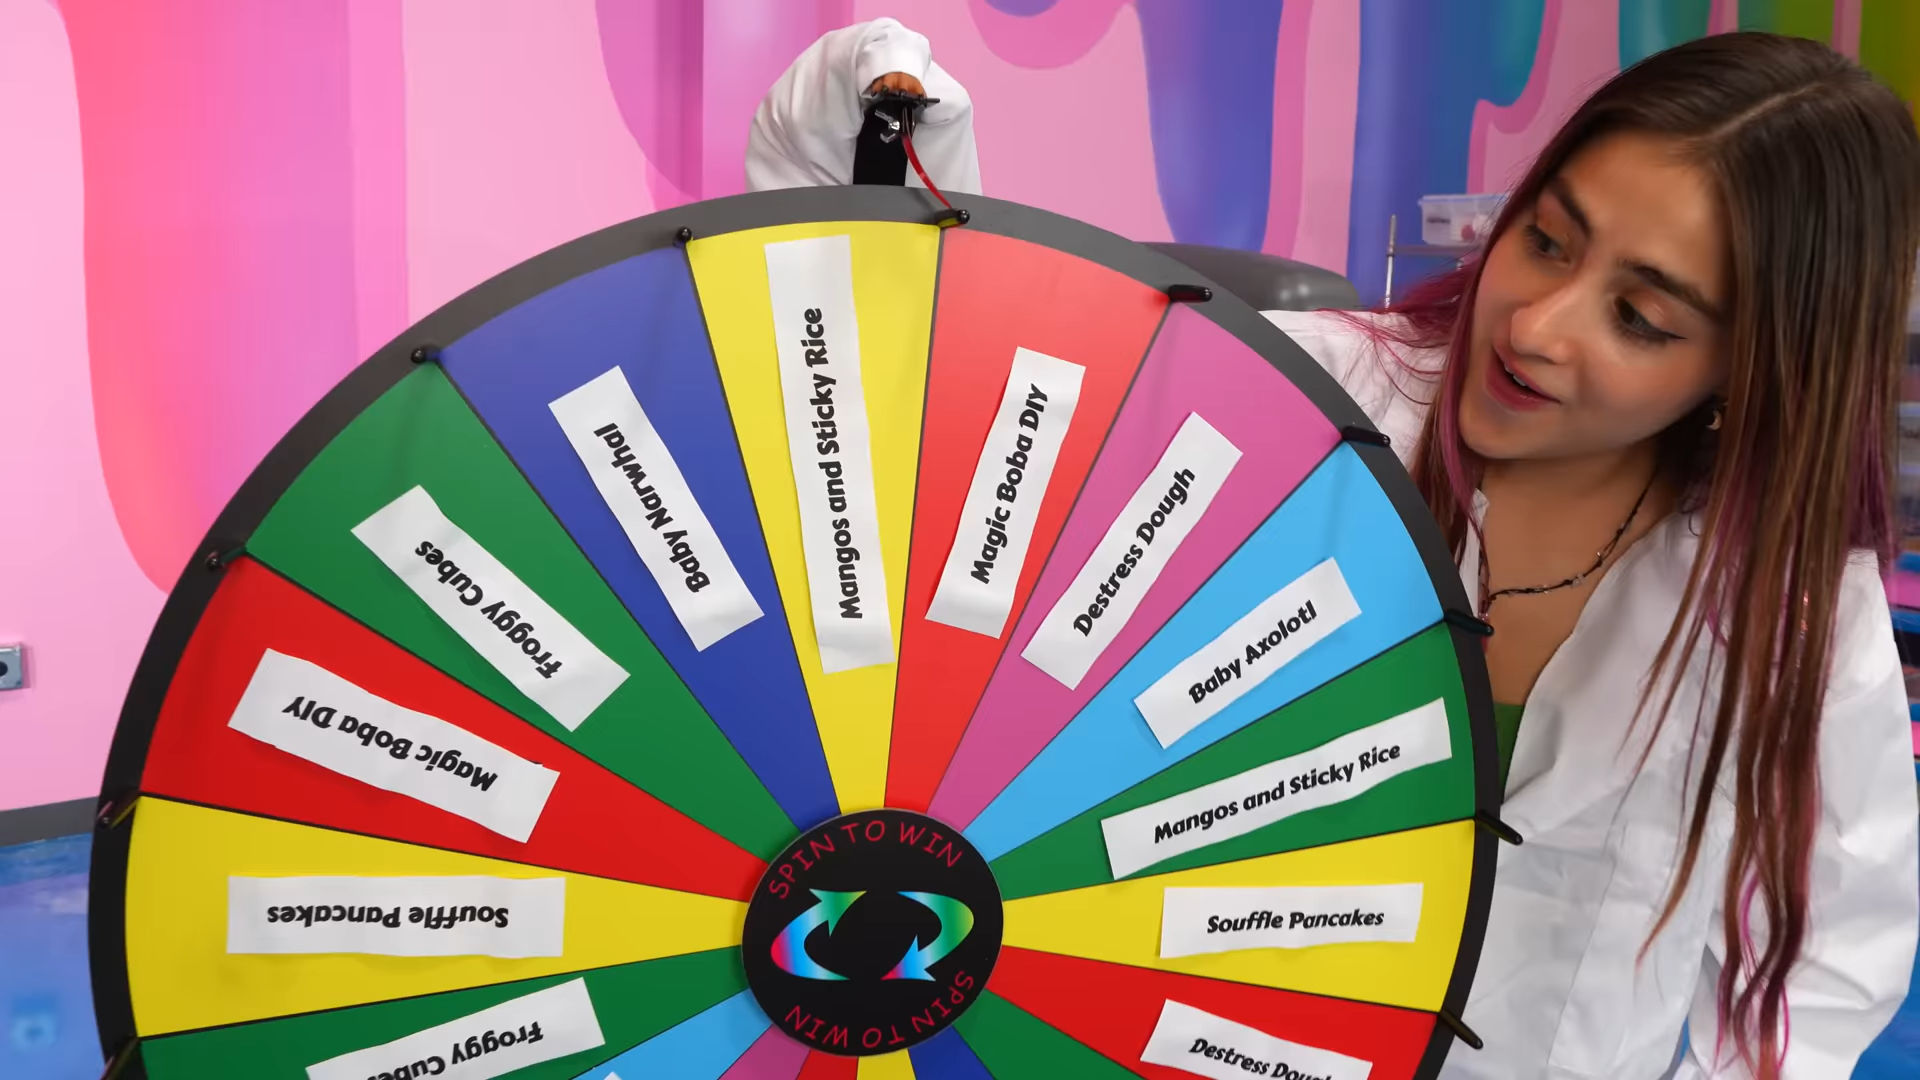 Mangos and Sticky Rice
Magic Boba DIY
Destress Dough
Baby Axolotl
Mangos and Sticky Rice
Souffle Pancakes
Destress
Baby Narwhal
Froggy Cubes
Magic Boba DIY
Souffle Pancakes
Froggy
SPIN TO WIN
SPIN TO WIN